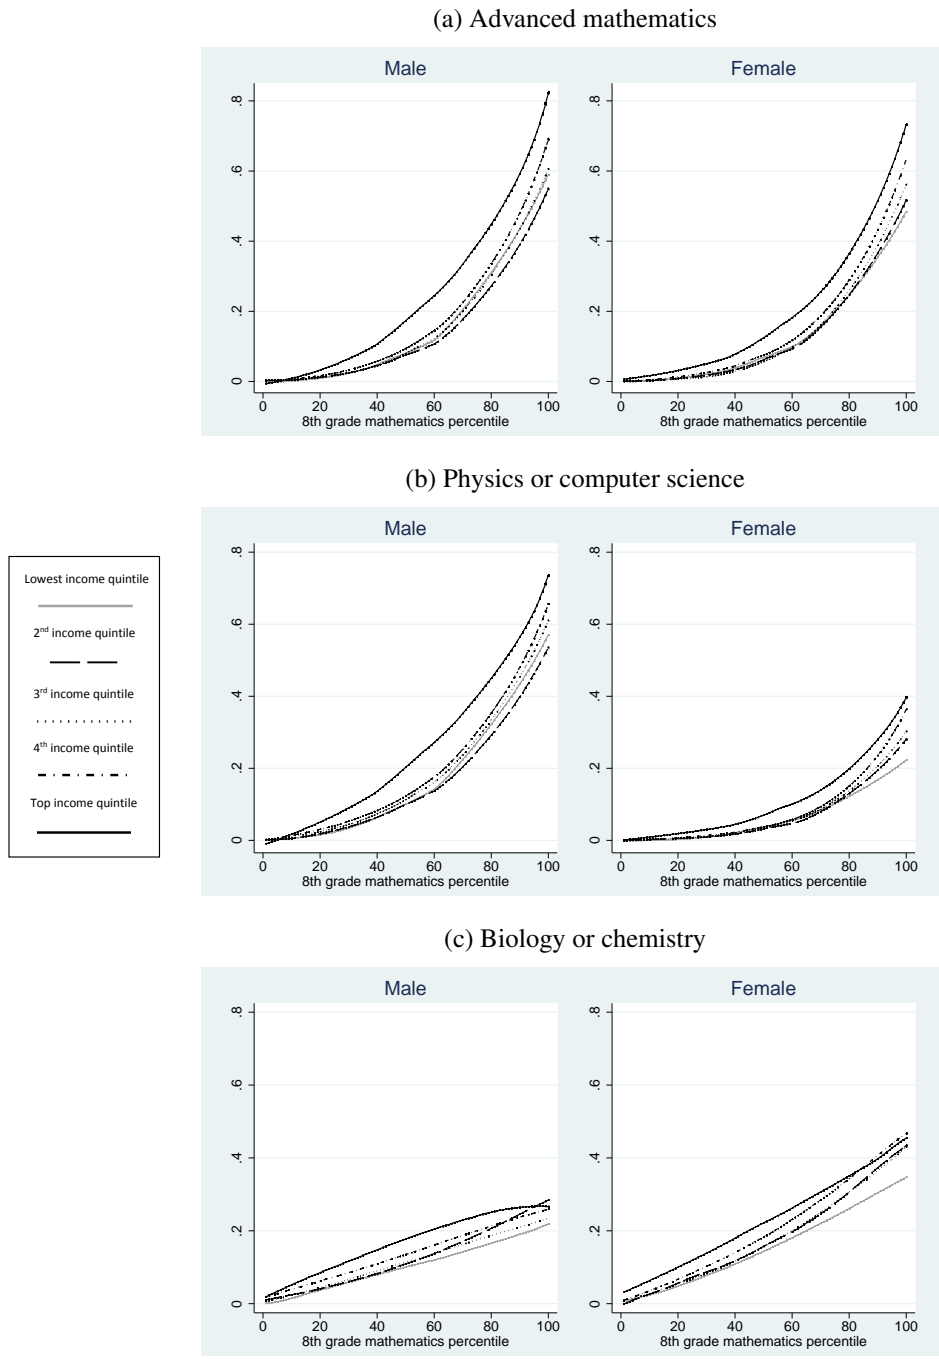 (a) Advanced mathematics
Male
Female
.8
.6
.4
.2
0
0 20 40 60 80 100
8th grade mathematics percentile
.8
.6
.4
.2
0
0 20 40 60 80 100
8th grade mathematics percentile
(b) Physics or computer science
Lowest income quintile
2nd income quintile
3rd income quintile
4th income quintile
Top income quintile
Male
Female
.8
.6
.4
.2
0
0 20 40 60 80 100
8th grade mathematics percentile
.8
.6
.4
.2
0
0 20 40 60 80 100
8th grade mathematics percentile
(c) Biology or chemistry
Male
Female
.8
.6
.4
.2
0
0 20 40 60 80 100
8th grade mathematics percentile
.8
.6
.4
.2
0
0 20 40 60 80 100
8th grade mathematics percentile